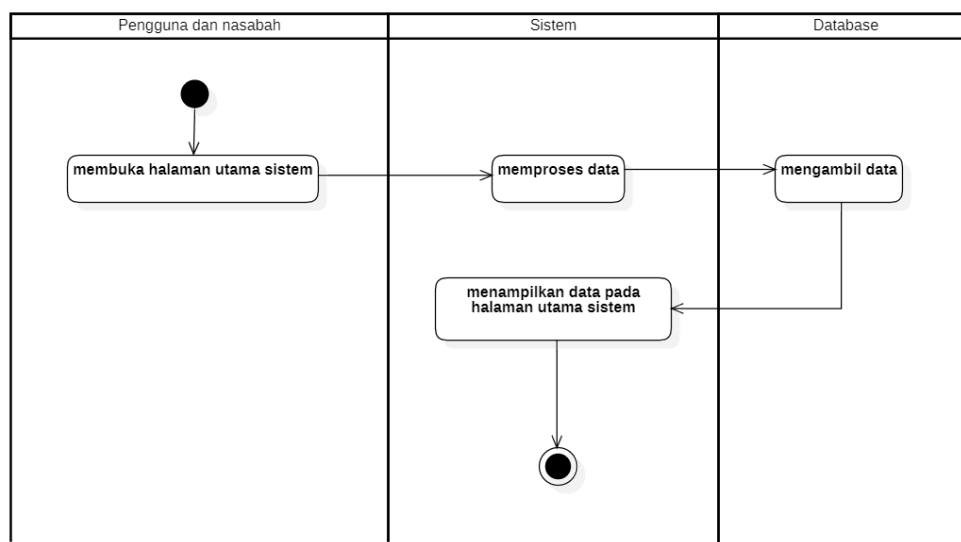 Pengguna dan nasabah
Sistem
Database
membuka halaman utama sistem
memproses data
mengambil data
menampilkan data pada
halaman utama sistem